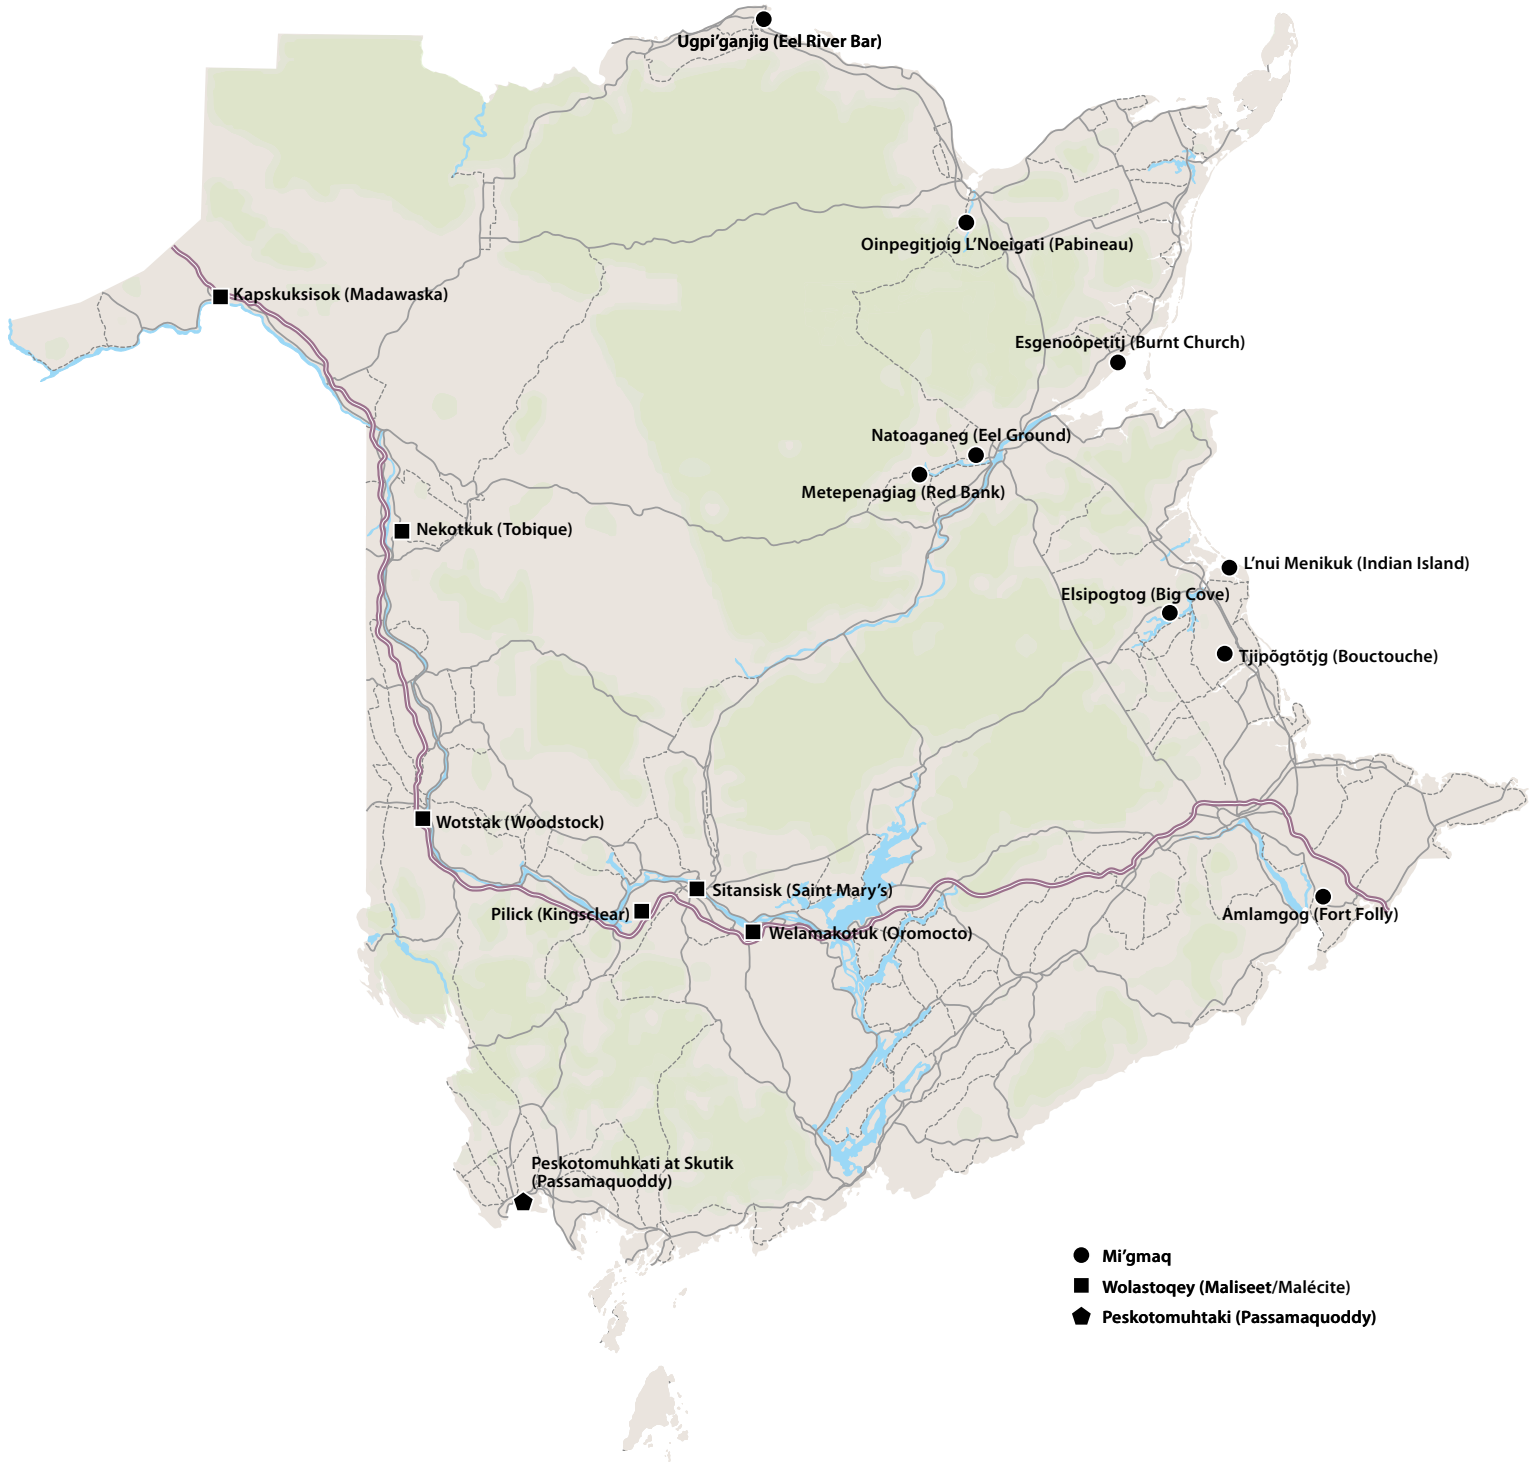 Ugpi'ganjig (Eel River Bar)
Oinpegitjoig L'Noeigati (Pabineau)
Kapskuksisok (Madawaska)
Esgenoôpetitj (Burnt Church)
Natoaganeg (Eel Ground)
Metepenagiag (Red Bank)
Nekotkuk (Tobique)
L'nui Menikuk (Indian Island)
Elsipogtog (Big Cove)
Tjipõgtõtjg (Bouctouche)
Wotstak (Woodstock)
Sitansisk (Saint Mary's)
Pilick (Kingsclear)
Amlamgog (Fort Folly)
Welamakotuk (Oromocto)
Peskotomuhkati at Skutik
(Passamaquoddy)
Mi'gmaq
Wolastoqey (Maliseet/Malécite)
Peskotomuhtaki (Passamaquoddy)